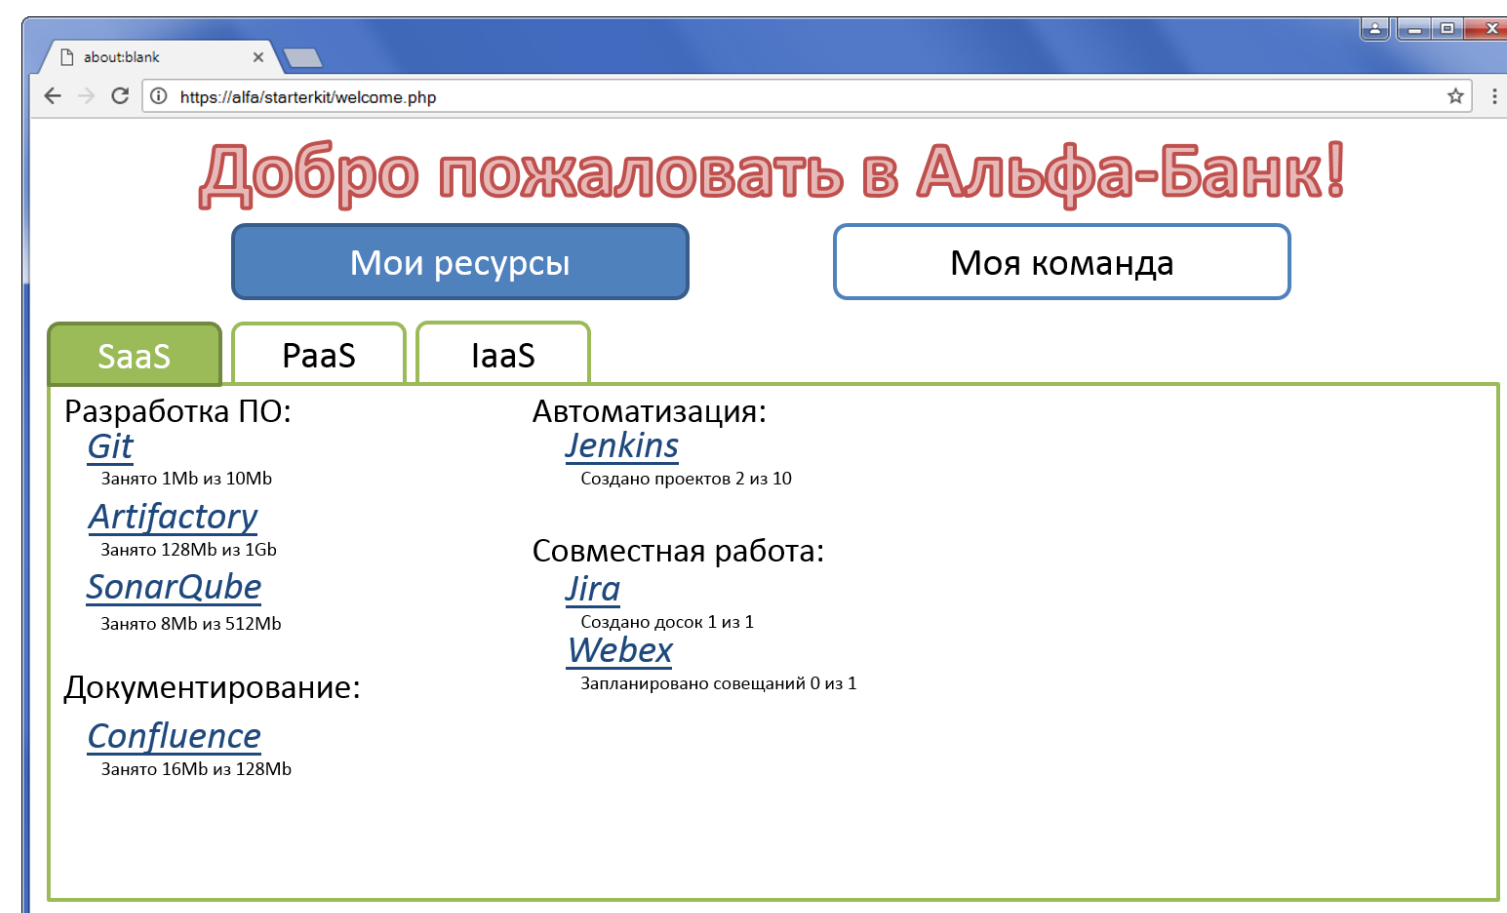 about:blank
https://alfa/starterkit/welcome.php
Добро пожаловать в Альфа-Банк!
Мои ресурсы
Моя команда
SaaS
PaaS
IaaS
Разработка ПО:
Git
Занято 1Mb из 10Mb
Artifactory
Занято 128Mb из 1Gb
SonarQube
Занято 8Mb из 512Mb
Документирование:
Confluence
Занято 16Mb из 128Mb
Автоматизация:
Jenkins
Создано проектов 2 из 10
Совместная работа:
Jira
Создано досок 1 из 1
Webex
Запланировано совещаний 0 из 1